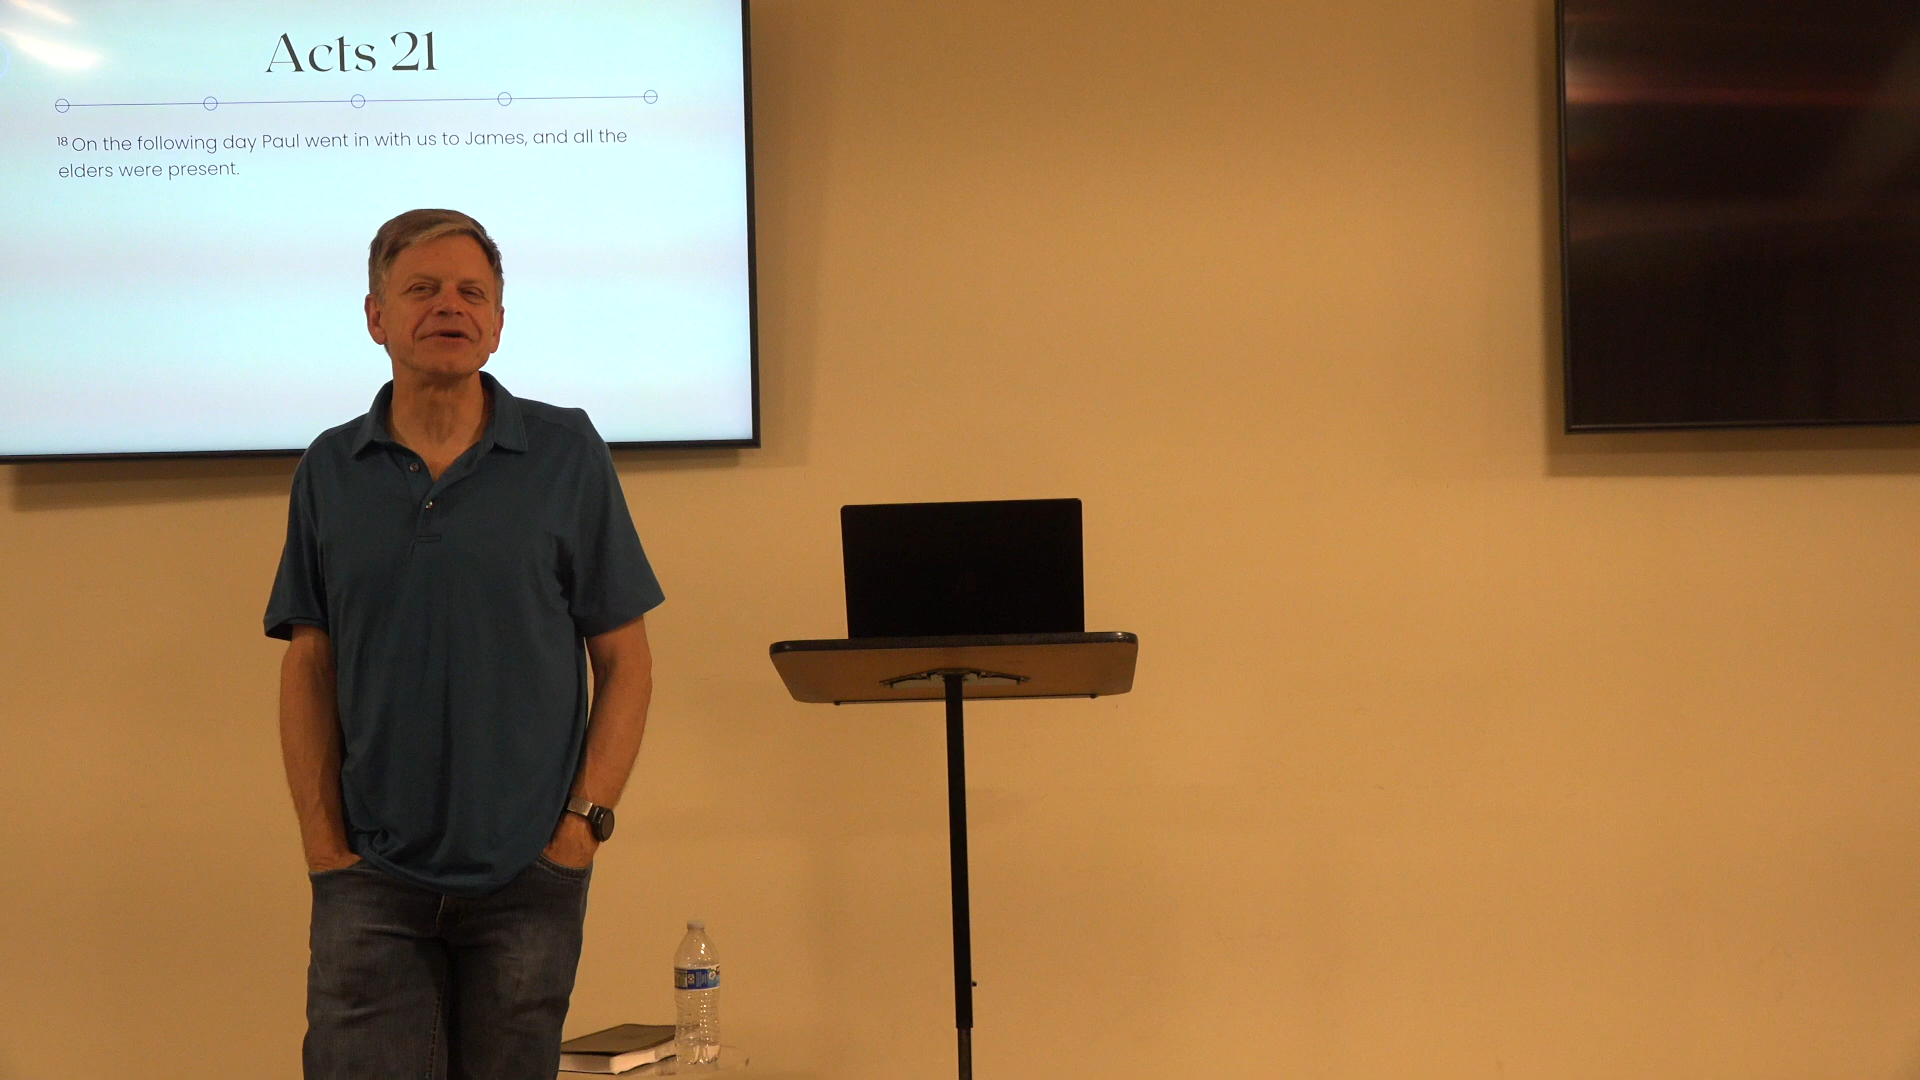 Acts 21
18 On the following day Paul went in with us to James, and all the
elders were present.